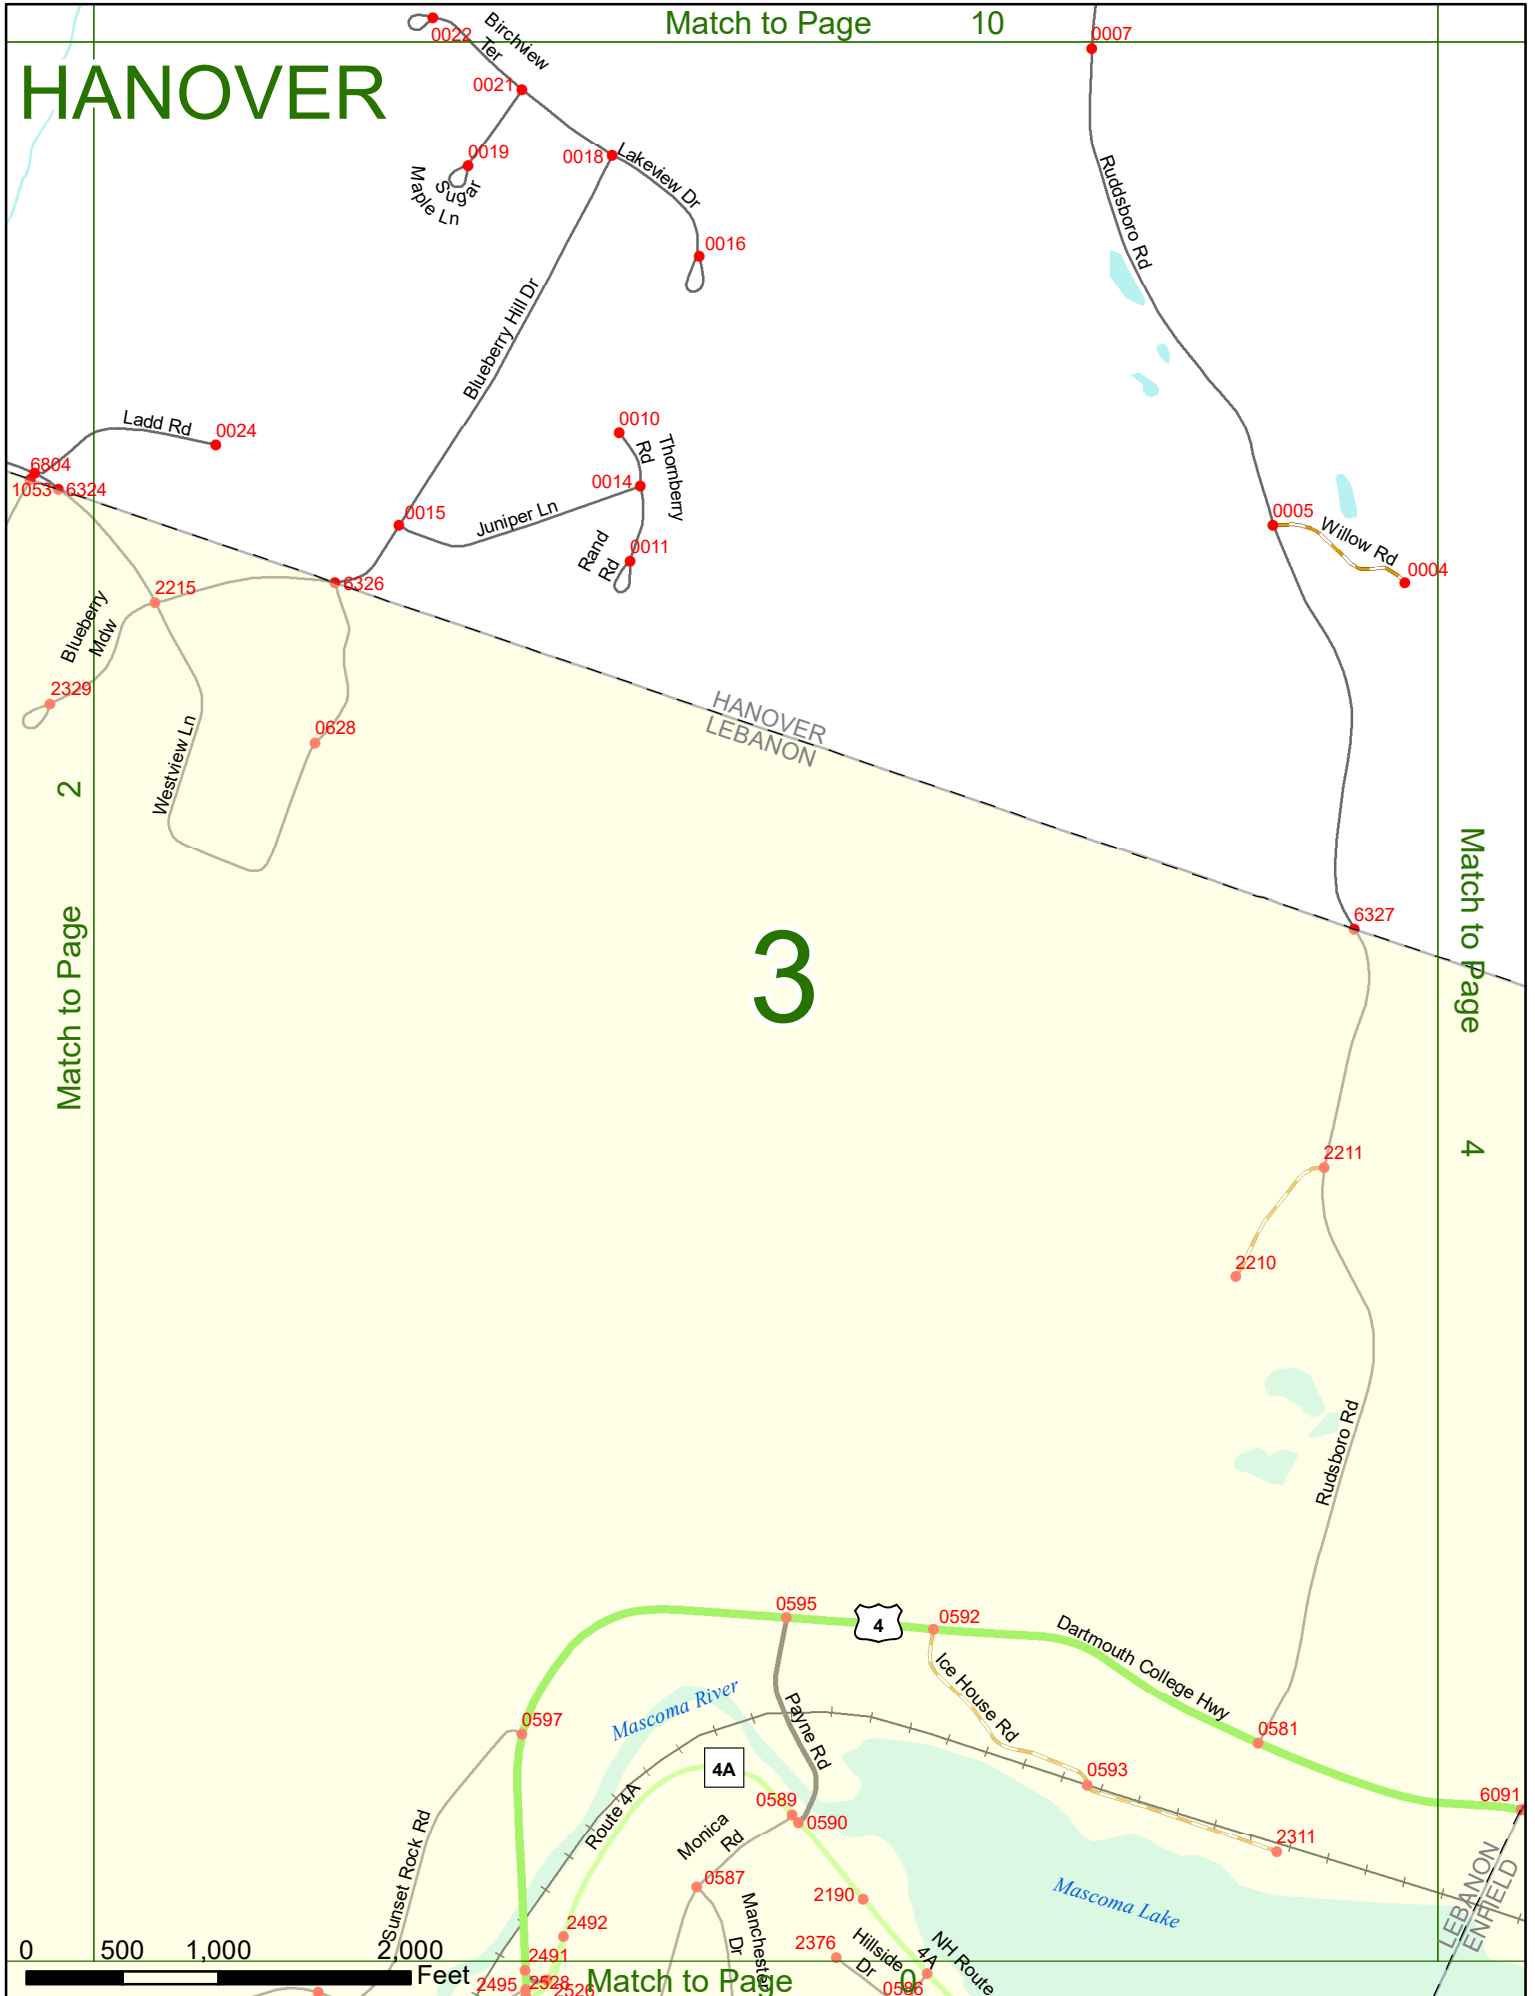 Match to Page 10
HANOVER
0022
Birchview
Ter
0007
0021
0019
0018
Lakeview Dr
Sugar
Maple Ln
0016
Ruddsboro Rd
Blueberry Hill Dr
Ladd Rd
0024
0010
Thornberry
Rd
6804
1053
6324
0014
0015
Juniper Ln
0011
Rand
Rd
0005
Willow Rd
0004
6326
2215
Blueberry
Mdw
2329
0628
Westview Ln
HANOVER
LEBANON
2
Match to Page
3
Match to Page
4
6327
2211
2210
Rudsboro Rd
0595
4
0592
Dartmouth College Hwy
Ice House Rd
Mascoma River
Payne Rd
0597
0581
4A
0593
6091
Route 4A
0589
0590
Monica
Rd
Sunset Rock Rd
2311
0587
2190
Mascoma Lake
LEBANON
ENFIELD
Manchester
Dr
2492
2376
Hillside
Dr
NH Route
4A
0 500 1,000 2,000
Feet
2491
2495
2528
2526
Match to Page 0
0586